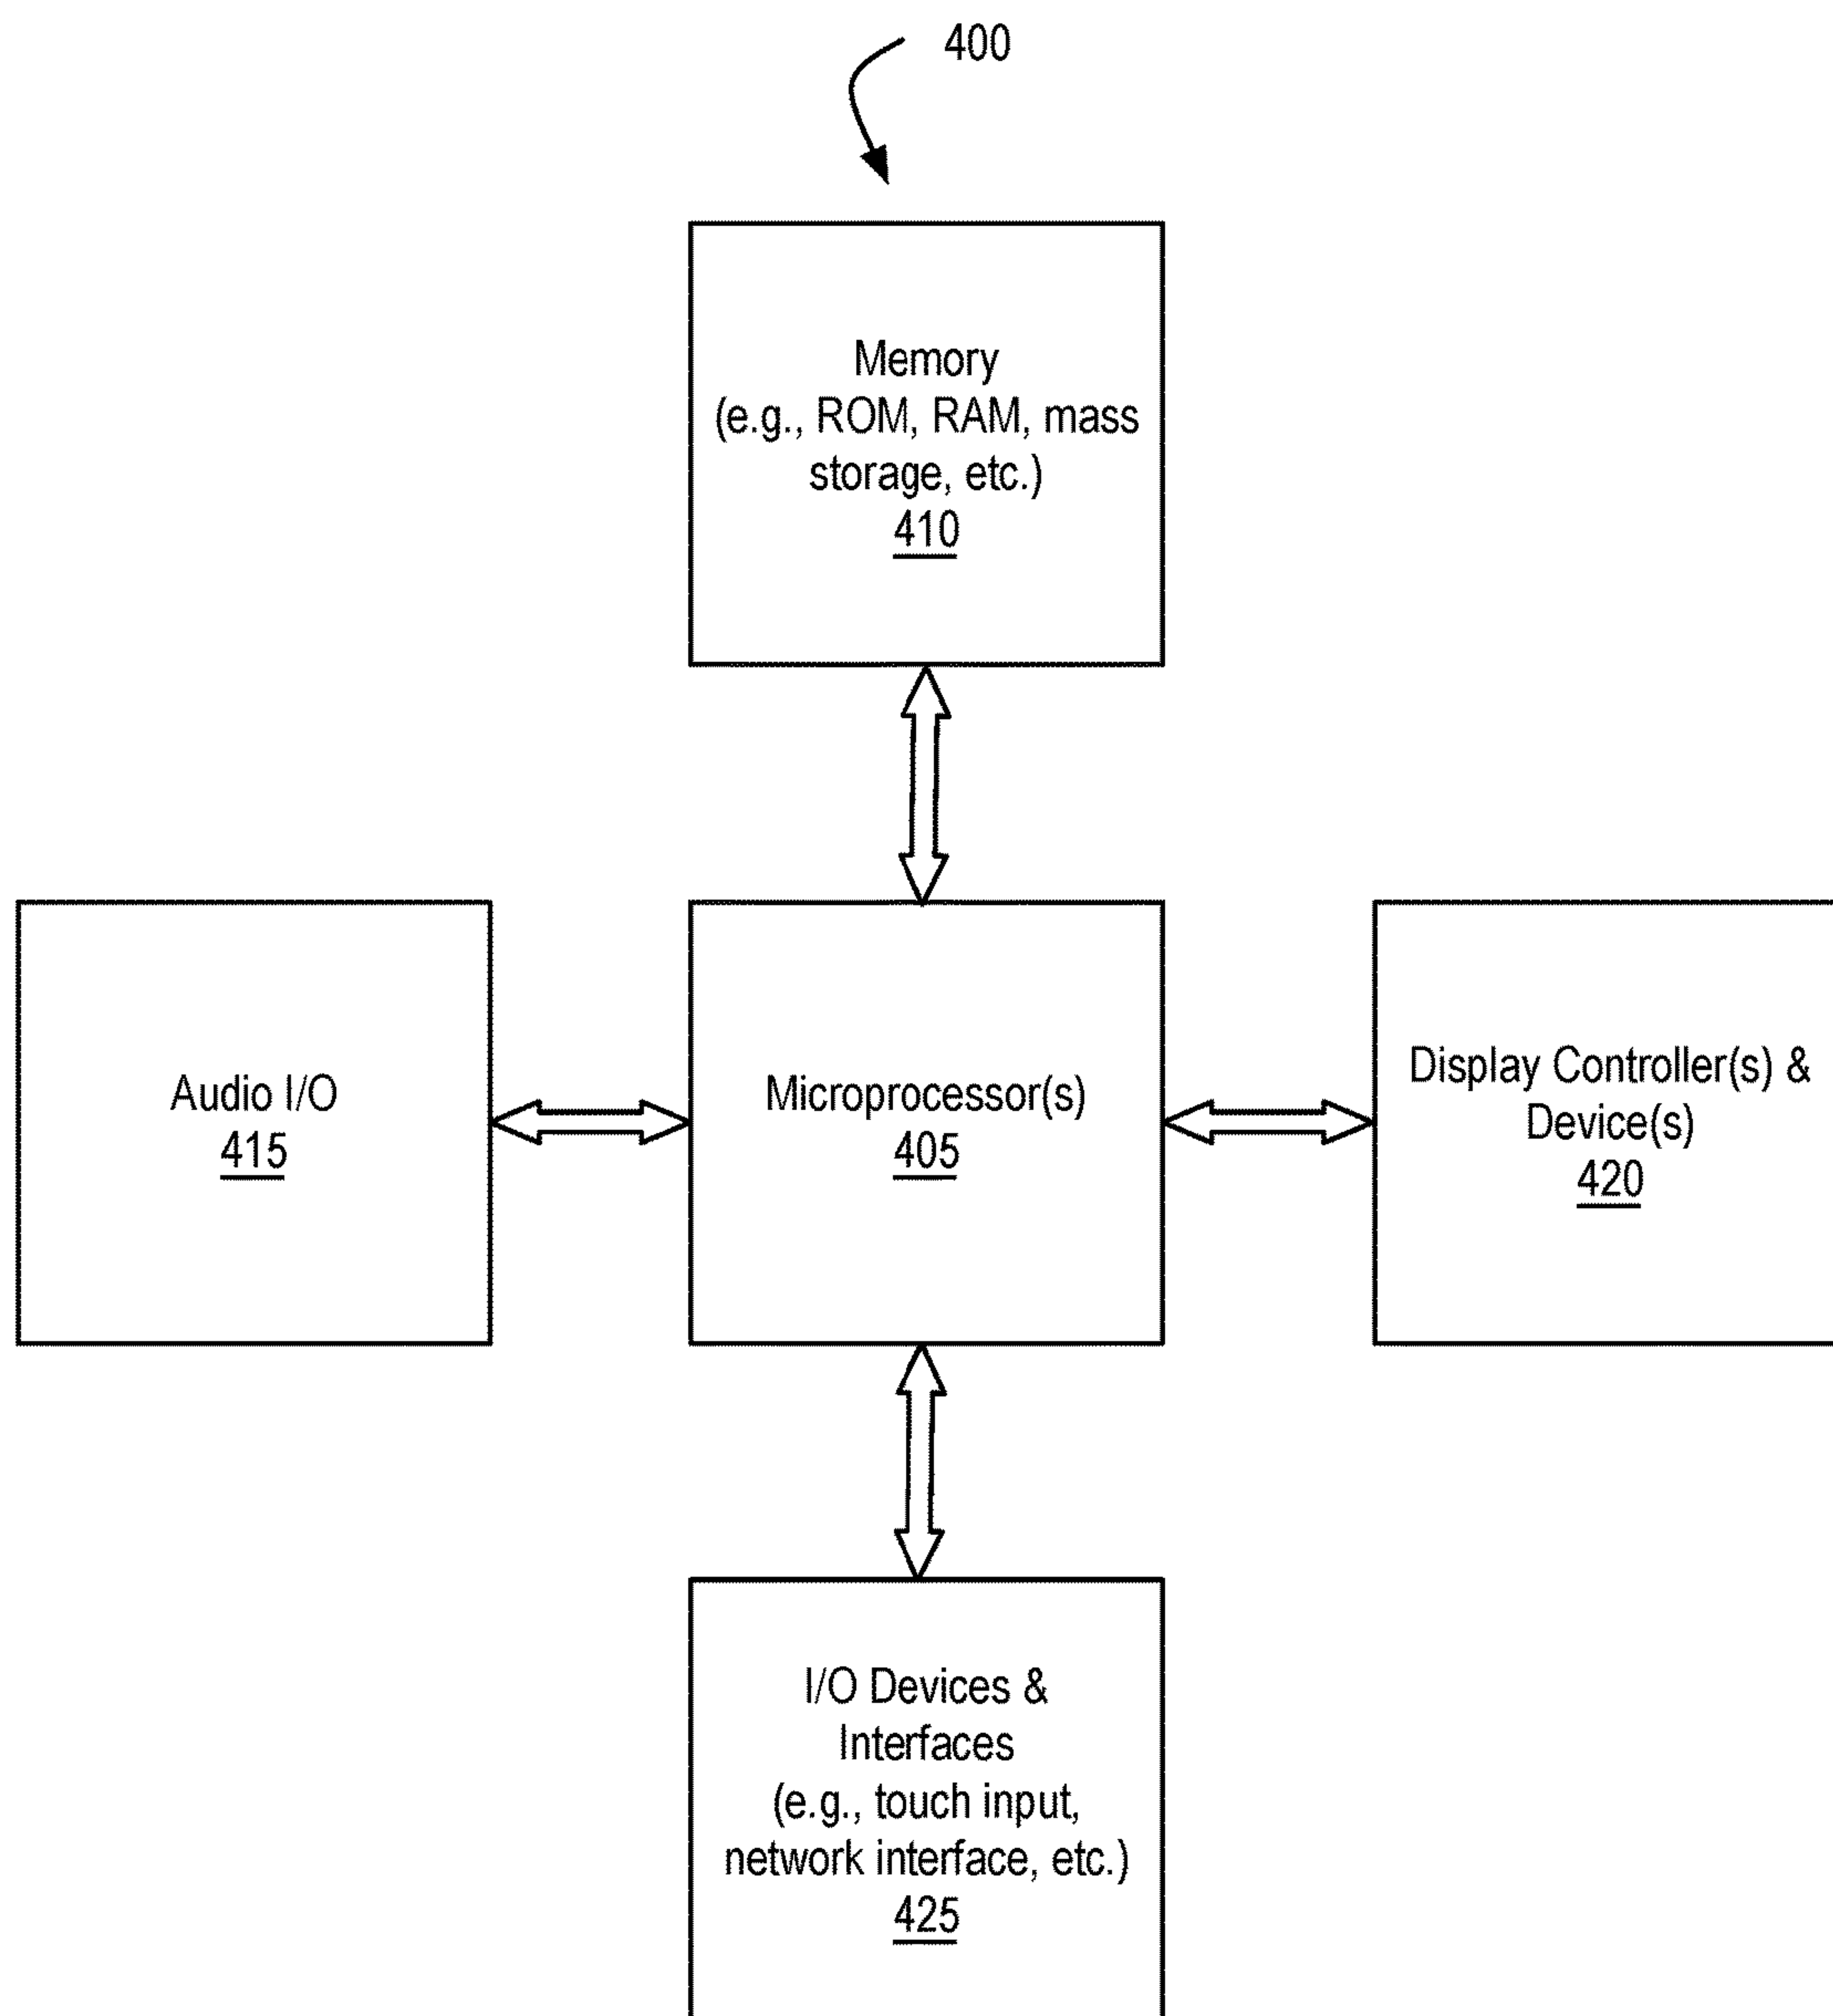 400
Memory
(e.g., ROM, RAM, mass
storage, etc.)
410
Audio I/O
415
Microprocessor(s)
405
Display Controller(s) &
Device(s)
420
I/O Devices &
Interfaces
(e.g., touch input,
network interface, etc.)
425